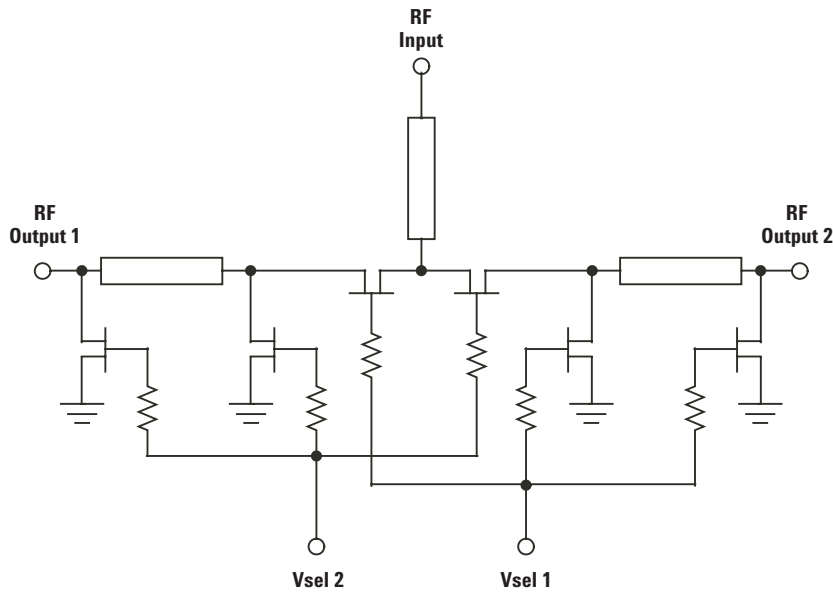 RF
Input
RF
Output 1
RF
Output 2
Vsel 2
Vsel 1